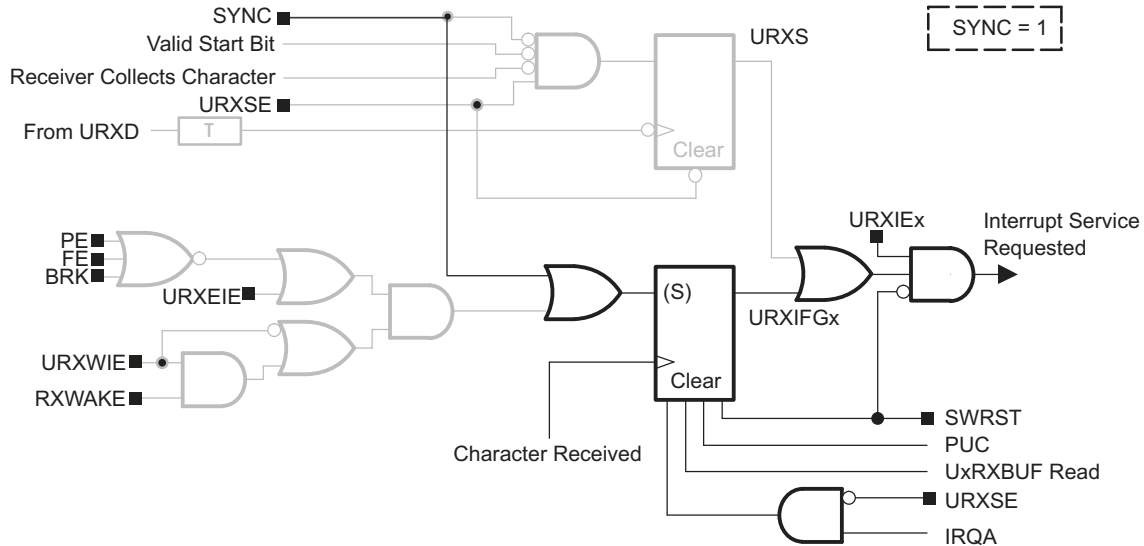 SYNC
SYNC = 1
Valid Start Bit
URXS
Receiver Collects Character
URXSE
From URXD
T
Clear
PE
FE
BRK
URXEIE
URXWIE
RXWAKE
(S)
Clear
Character Received
URXIEx
Interrupt Service
Requested
URXIFGx
SWRST
PUC
UxRXBUF Read
URXSE
IRQA